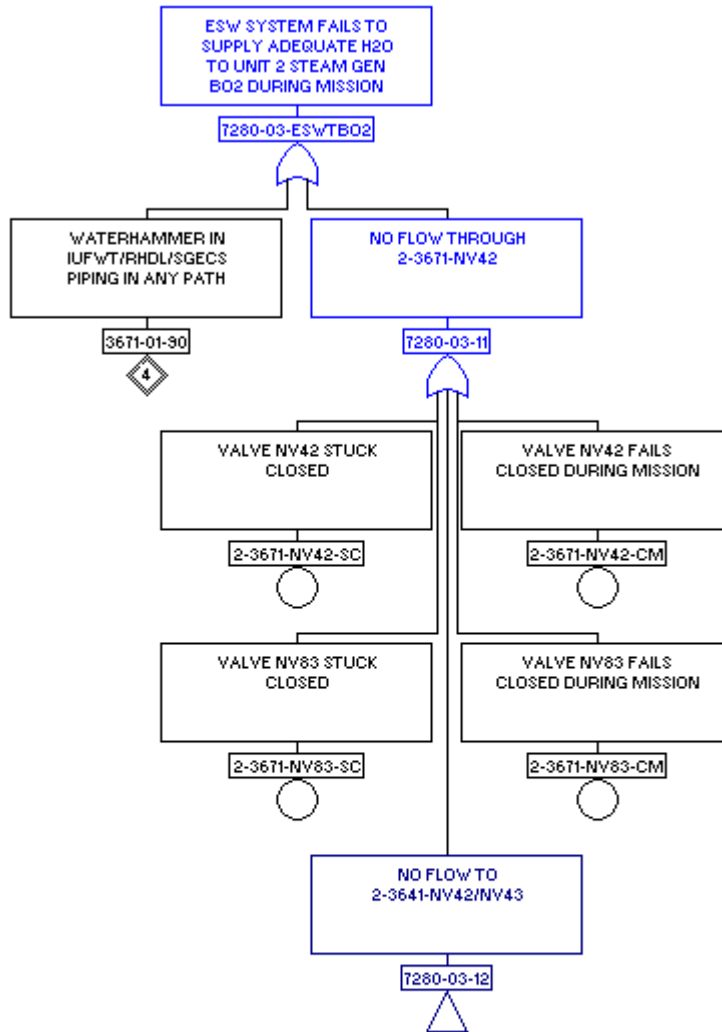 ESW SYSTEM FAILS TO
SUPPLY ADEQUATE H2O
TO UNIT 2 STEAM GEN
BO2 DURING MISSION
7280-03-ESWTBO2
WATERHAMMER IN
IUFWT/RHDL/SGECS
PIPING IN ANY PATH
3671-01-90
4
NO FLOW THROUGH
2-3671-NV42
7280-03-11
VALVE NV42 STUCK
CLOSED
2-3671-NV42-SC
VALVE NV42 FAILS
CLOSED DURING MISSION
2-3671-NV42-CM
VALVE NV83 STUCK
CLOSED
2-3671-NV83-SC
VALVE NV83 FAILS
CLOSED DURING MISSION
2-3671-NV83-CM
NO FLOW TO
2-3641-NV42/NV43
7280-03-12